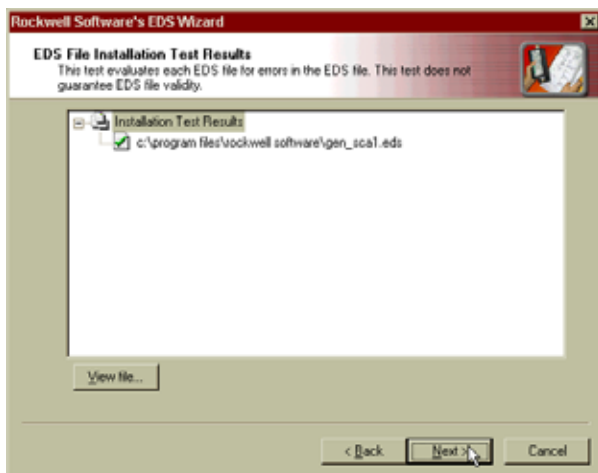 Rockwell Software's EDS Wizard
EDS File Installation Test Results
This test evaluates each EDS file for errors in the EDS file. This test does not
guarantee EDS file validity.
Installation Test Results
c:\program files\rockwell software\gen_sca1.eds
View file...
< Back
Next >
Cancel